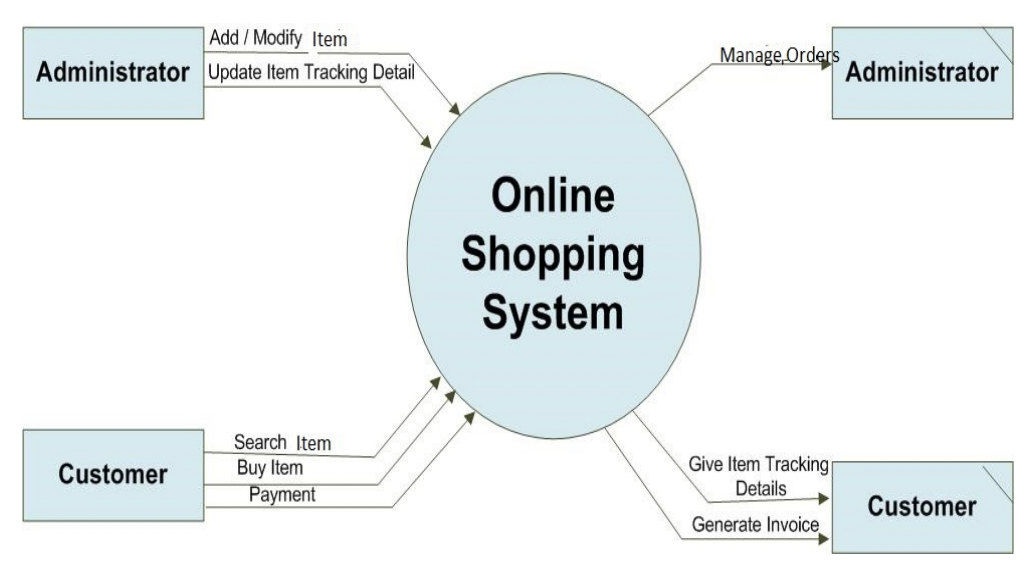 Administrator
Add / Modify Item
Update Item Tracking Detail
Manage,Orders
Administrator
Online
Shopping
System
Customer
Search Item
Buy Item
Payment
Give Item Tracking
Details
Generate Invoice
Customer